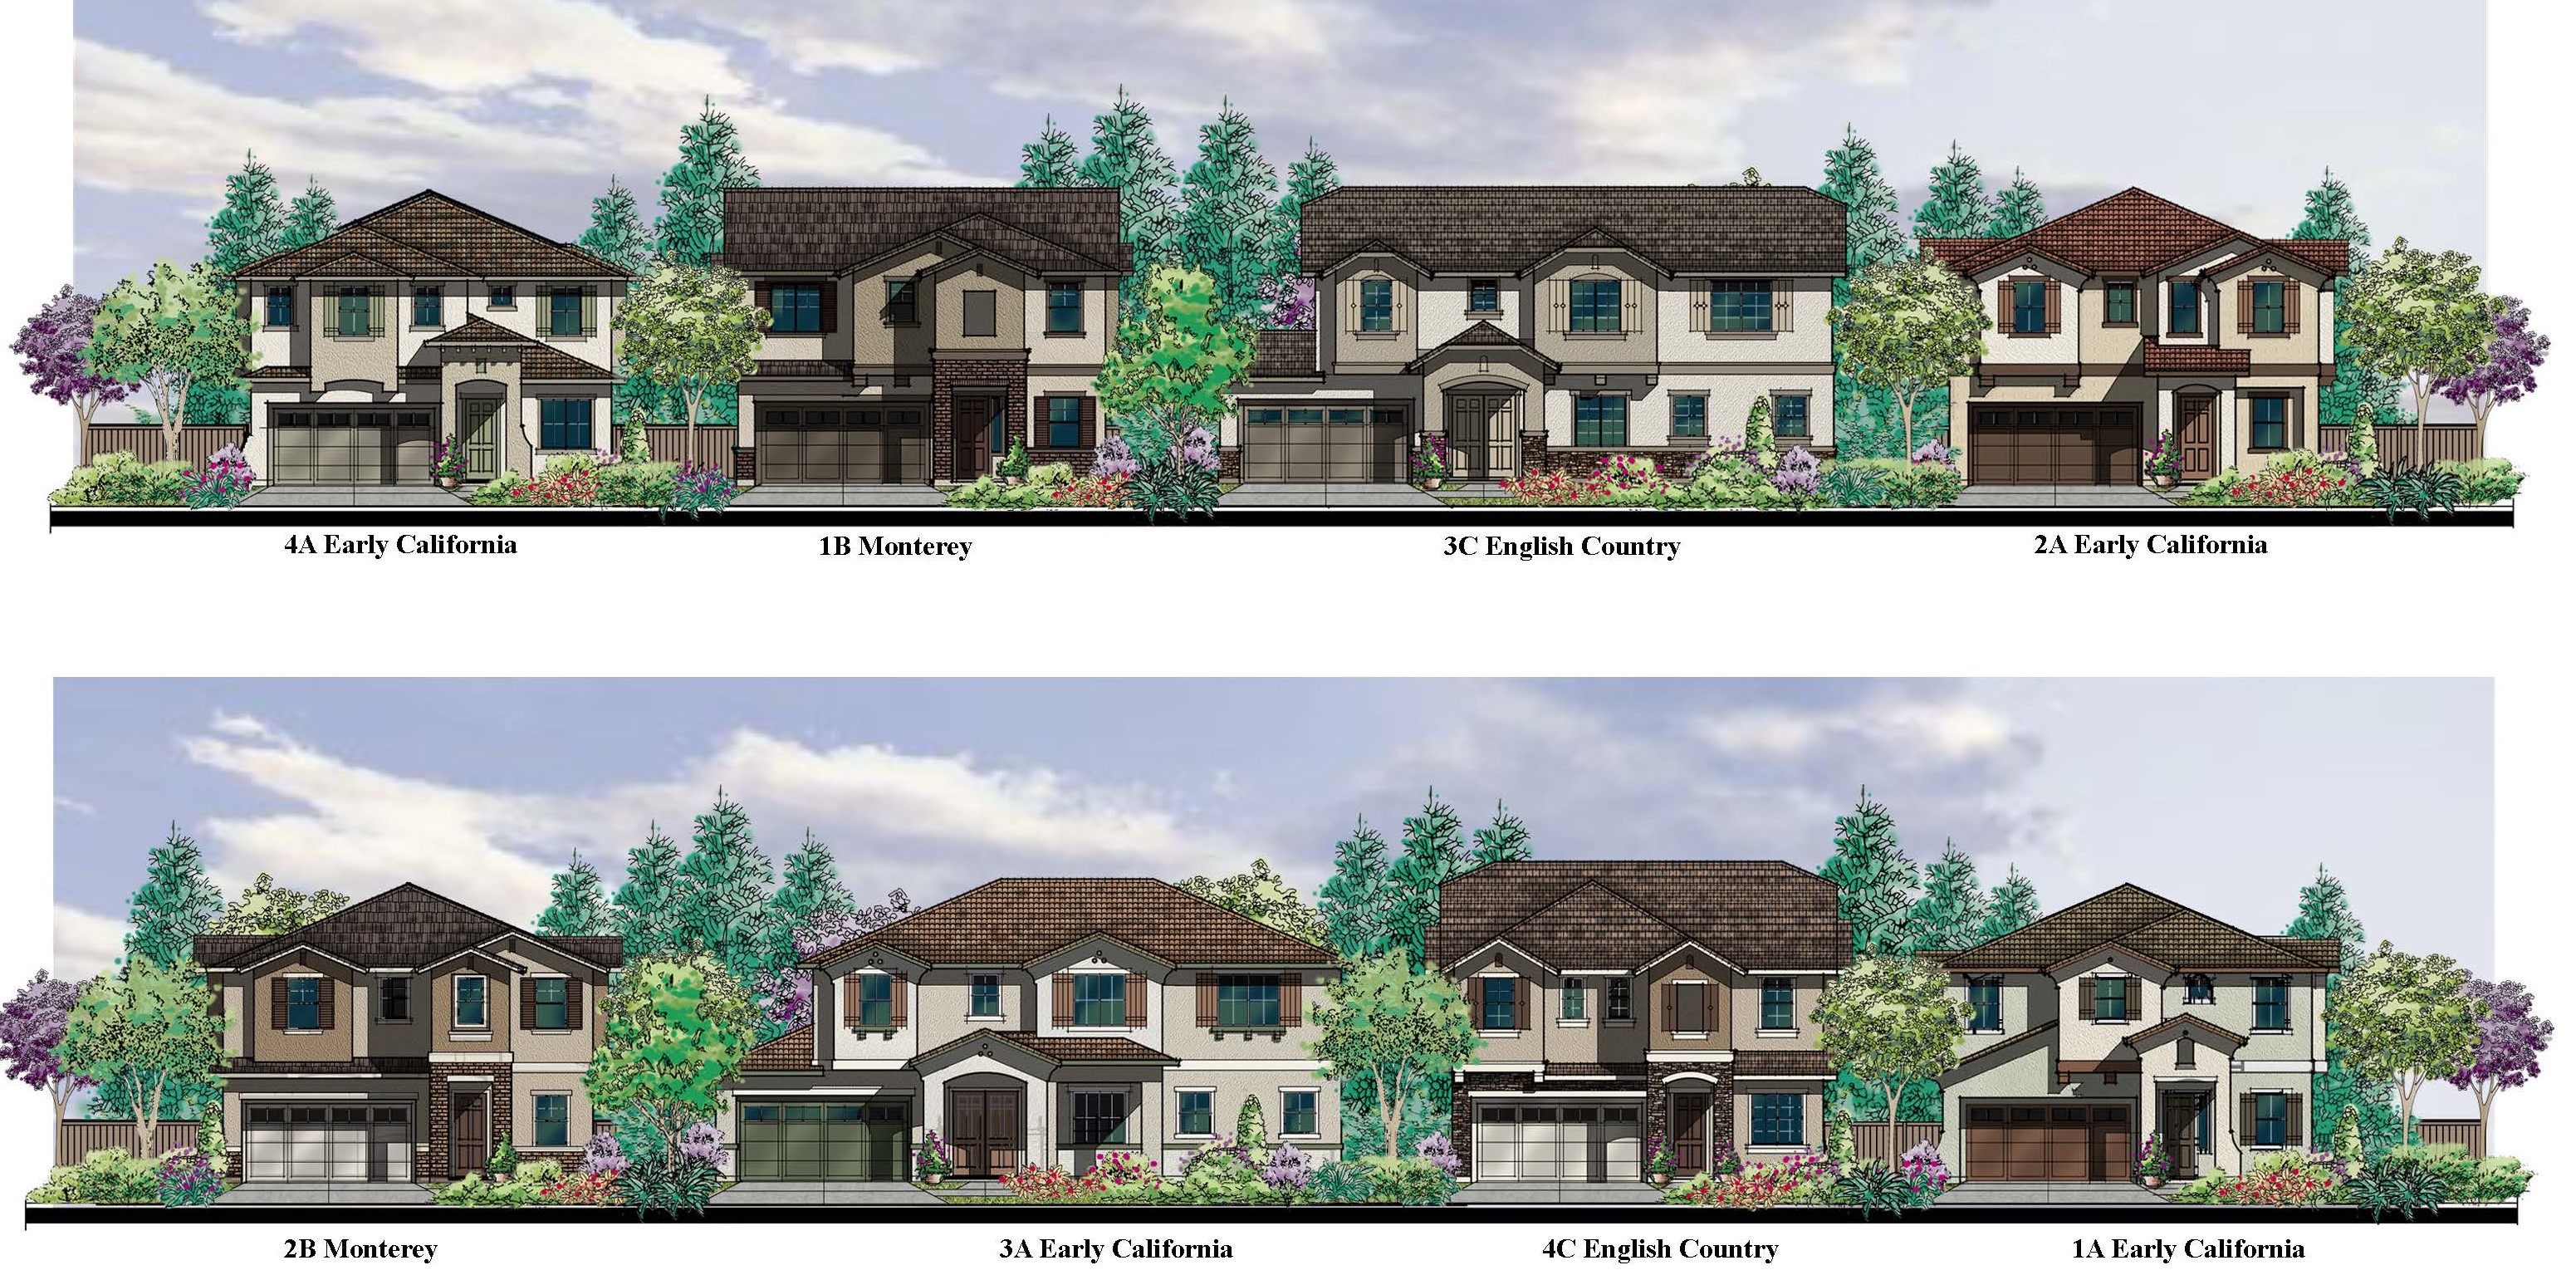 4A Early California
1B Monterey
3C English Country
2A Early California
2B Monterey
3A Early California
4C English Country
1A Early California